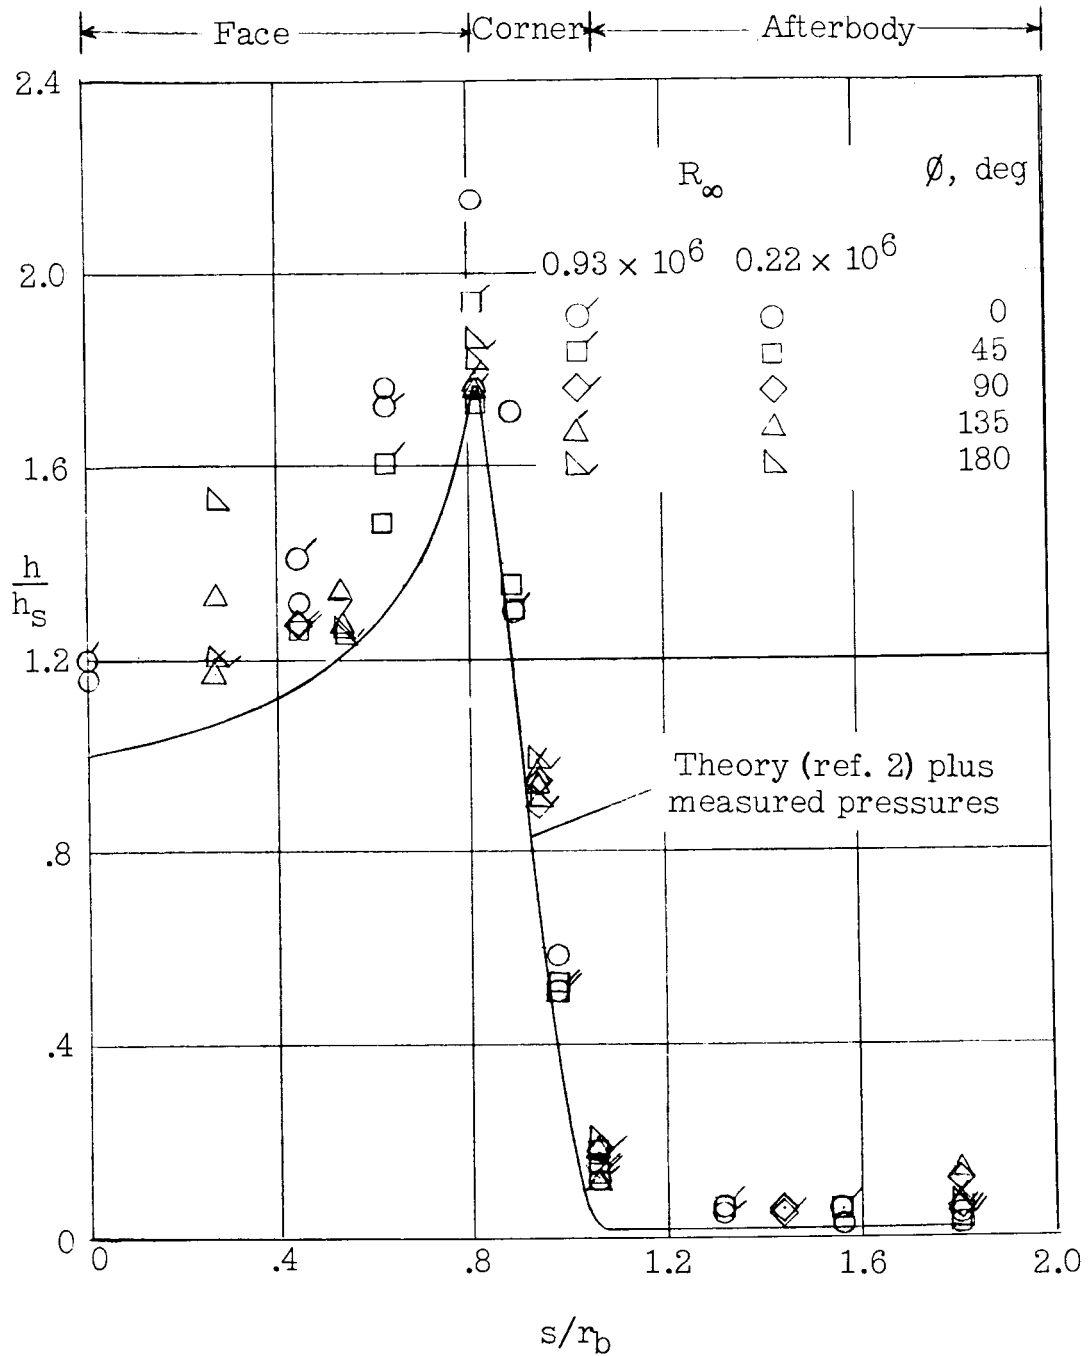 Face Corner Afterbody
2.4
R∞ Ø, deg
2.0
0.93 × 10⁶ 0.22 × 10⁶
0
45
90
135
180
1.6
h
hs
1.2
Theory (ref. 2) plus
measured pressures
.8
.4
0
0 .4 .8 1.2 1.6 2.0
s/rb